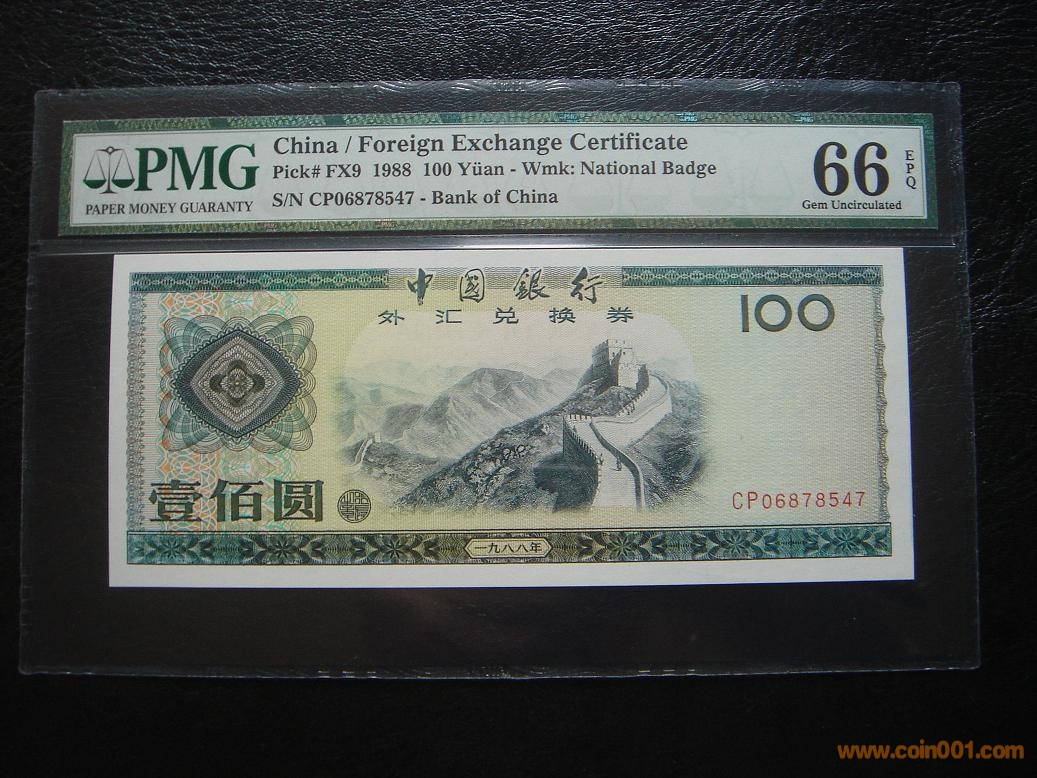 PMG
PAPER MONEY GUARANTY
China / Foreign Exchange Certificate
Pick# FX9 1988 100 Yüan - Wmk: National Badge
S/N CP06878547 - Bank of China
66
EPQ
Gem Uncirculated
中国銀行
外汇兑换券
100
CP06878547
壹佰圆
一九八八年
www.coin001.com